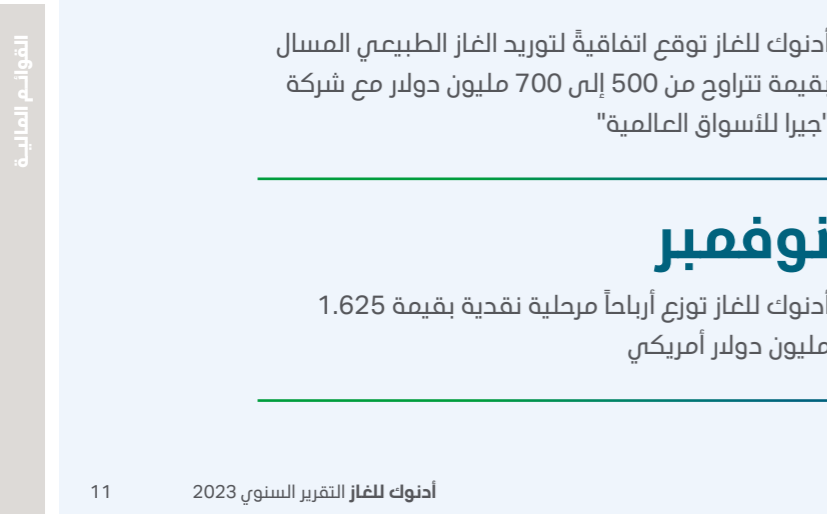 أدنوك للغاز توقع اتفاقيةً لتوريد الغاز الطبيعي المسال
بقيمة تتراوح من 500 إلى 700 مليون دولار مع شركة
"جيرا للأسواق العالمية"
نوفمبر
أدنوك للغاز توزع أرباحاً مرحلية نقدية بقيمة 1.625
مليون دولار أمريكي
القوائم المالية
أدنوك للغاز التقرير السنوي 2023 11